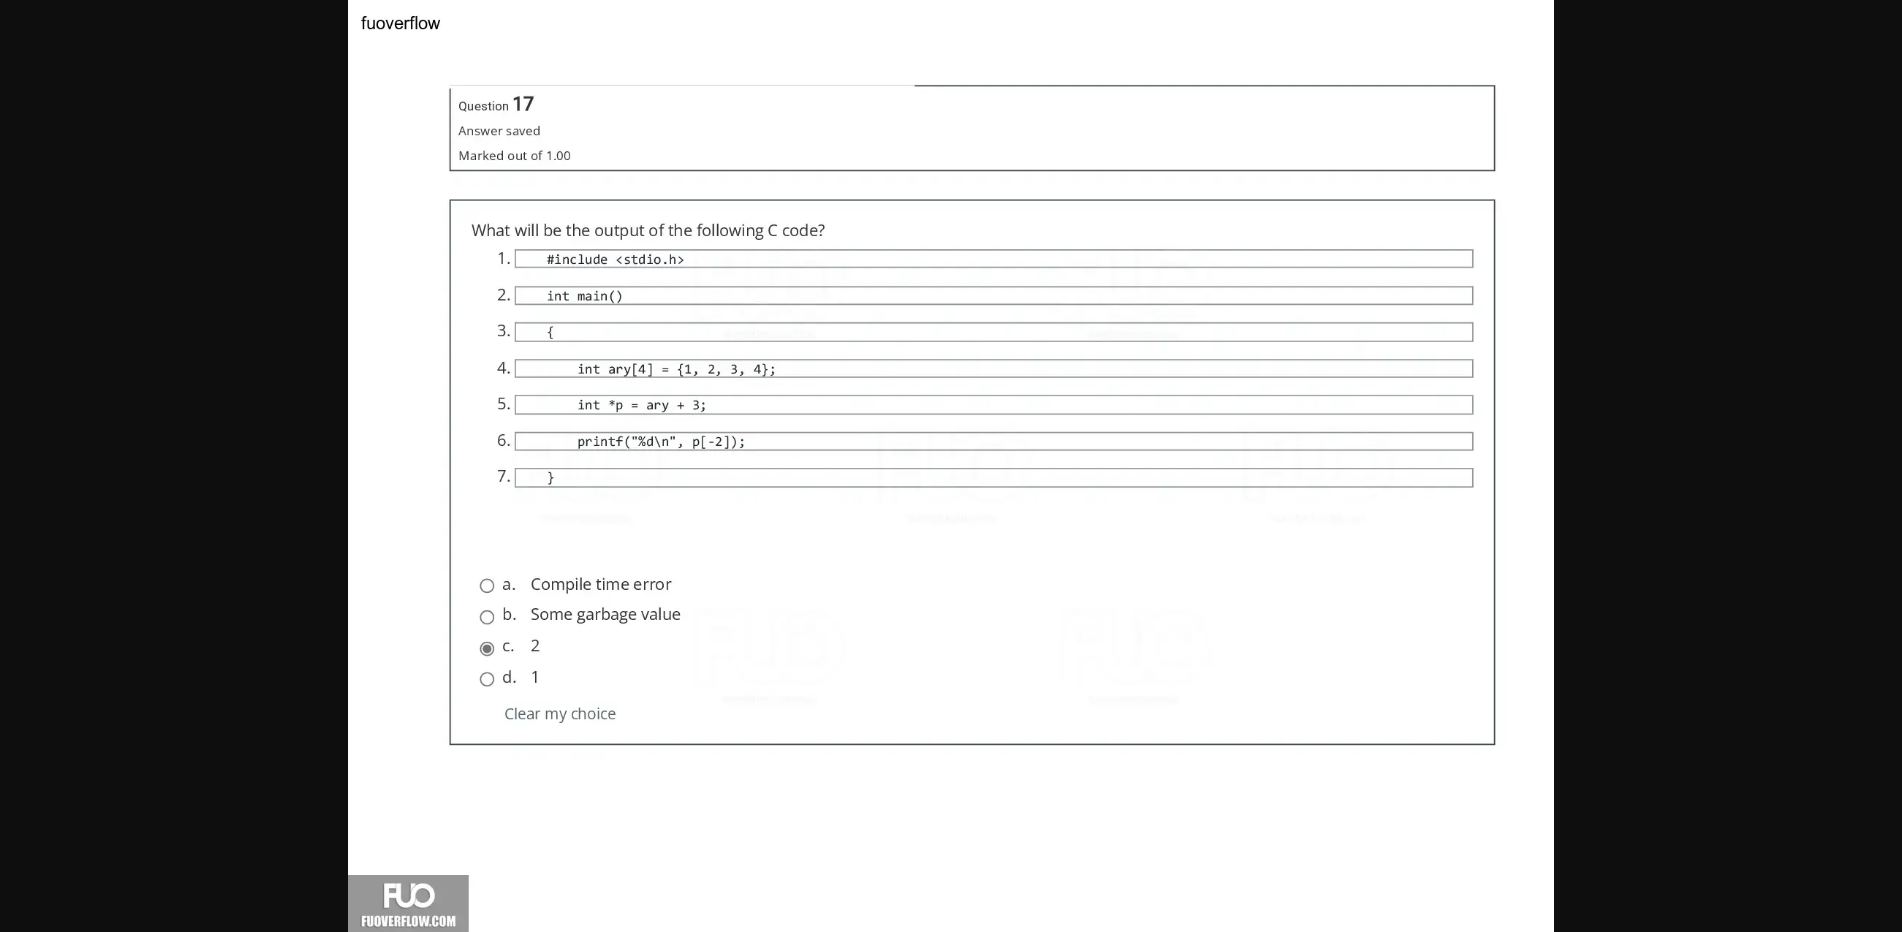 fuoverflow
Question 17
Answer saved
Marked out of 1.00
What will be the output of the following C code?
1. #include <stdio.h>
2. int main()
3. {
4. int ary[4] = {1, 2, 3, 4};
5. int *p = ary + 3;
6. printf("%d\n", p[-2]);
7. }
a. Compile time error
b. Some garbage value
c. 2
d. 1
Clear my choice
FUO
FUOVERFLOW.COM